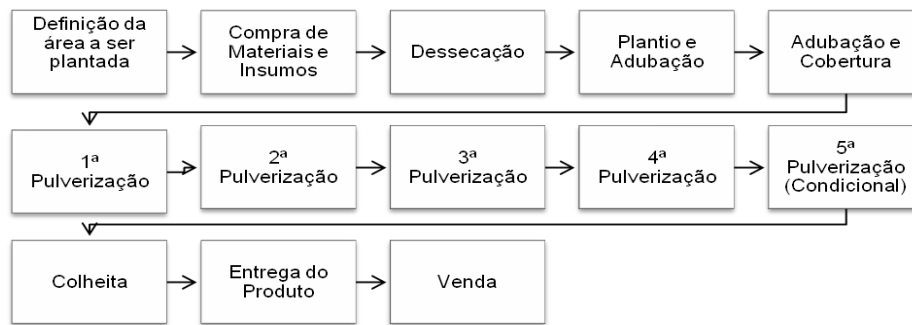 Definição da
área a ser
plantada
Compra de
Materiais e
Insumos
Dessecação
Plantio e
Adubação
Adubação e
Cobertura
1ª
Pulverização
2ª
Pulverização
3ª
Pulverização
4ª
Pulverização
5ª
Pulverização
(Condicional)
Colheita
Entrega do
Produto
Venda